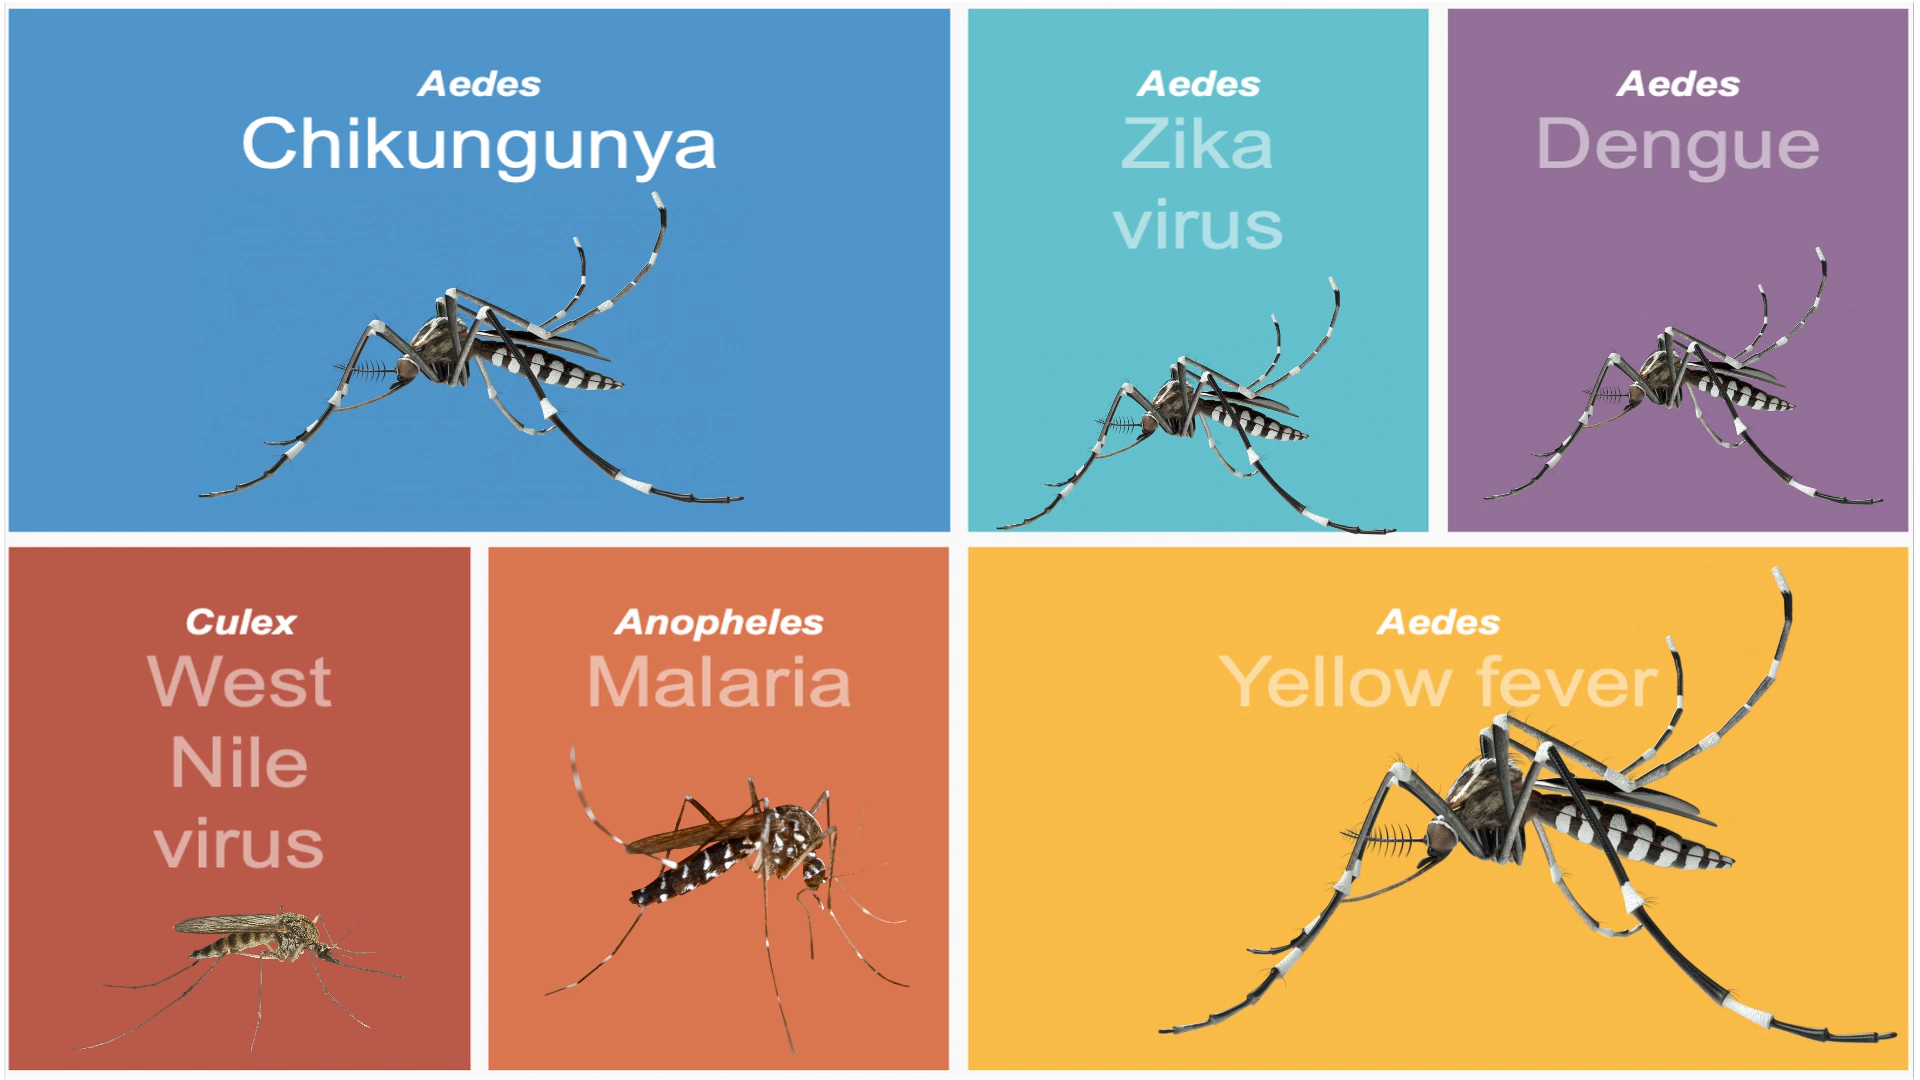 Aedes
Chikungunya
Aedes
Zika
virus
Aedes
Dengue
Culex
West
Nile
virus
Anopheles
Malaria
Aedes
Yellow fever